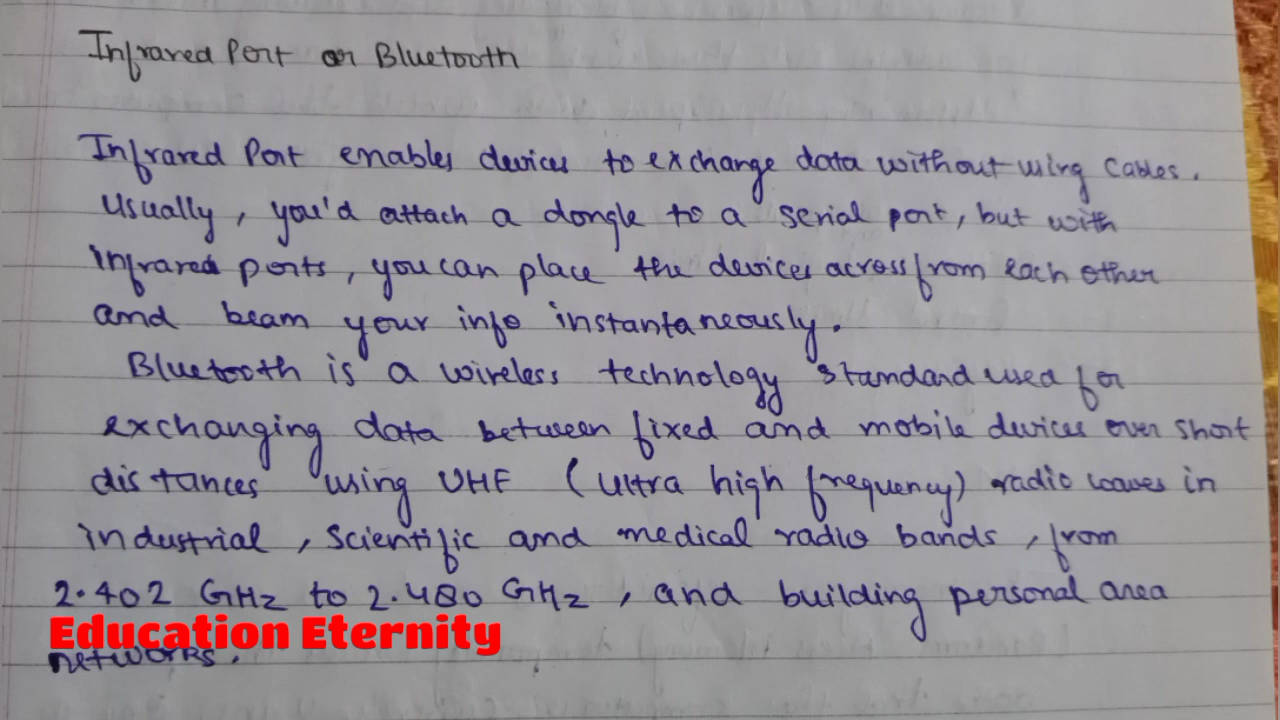 Infrared Port or Bluetooth
Infrared Port enables devices to exchange data without using cables.
Usually, you'd attach a dongle to a serial port, but with
infrared ports, you can place the devices across from each other
and beam your info instantaneously.
Bluetooth is a wireless technology standard used for
exchanging data between fixed and mobile devices over short
distances using UHF (Ultra high frequency) radio waves in
industrial, scientific and medical radio bands, from
2.402 GHz to 2.480 GHz, and building personal area
Education Eternity
networks.